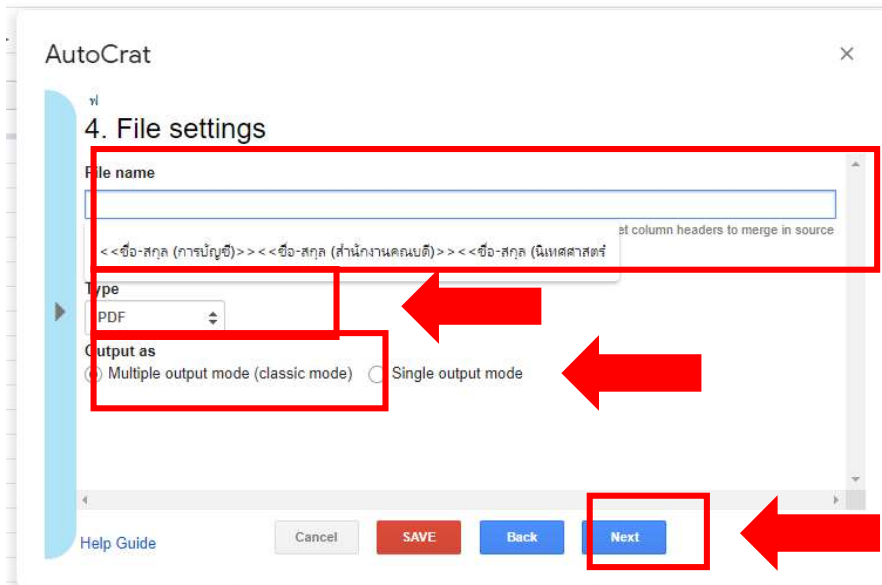 AutoCrat
ฟ
4. File settings
File name
et column headers to merge in source
<<ชื่อ-สกุล (การบัญชี)>><<ชื่อ-สกุล (สำนักงานคณบดี)>><<ชื่อ-สกุล (นิเทศศาสตร์
Type
PDF
Output as
Multiple output mode (classic mode) Single output mode
Help Guide Cancel SAVE Back Next